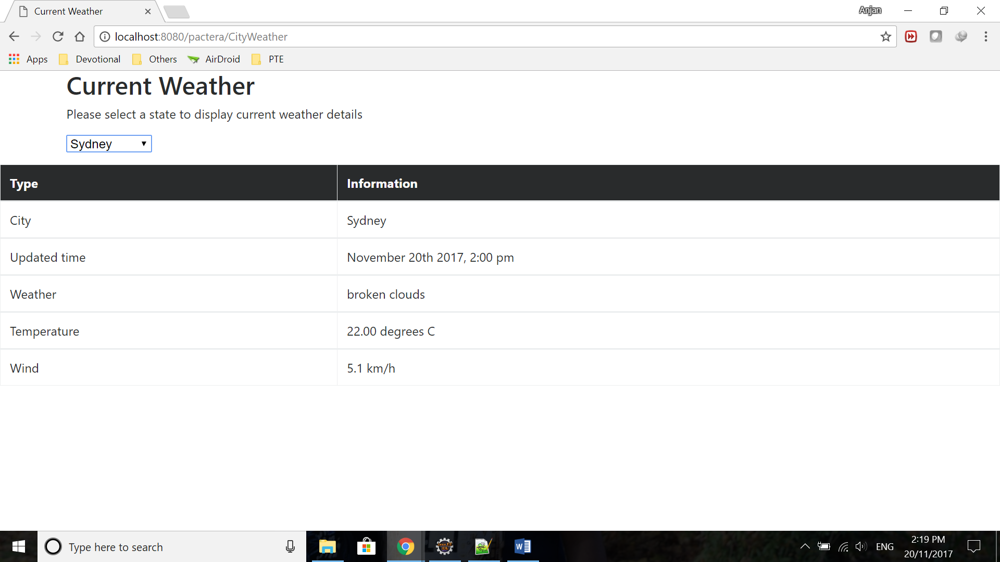 Current Weather
Anjan
localhost:8080/pactera/CityWeather
Apps Devotional Others AirDroid PTE
Current Weather
Please select a state to display current weather details
Sydney
Type Information
City Sydney
Updated time November 20th 2017, 2:00 pm
Weather broken clouds
Temperature 22.00 degrees C
Wind 5.1 km/h
Type here to search
Java EE
IDE
W
ENG
2:19 PM
20/11/2017